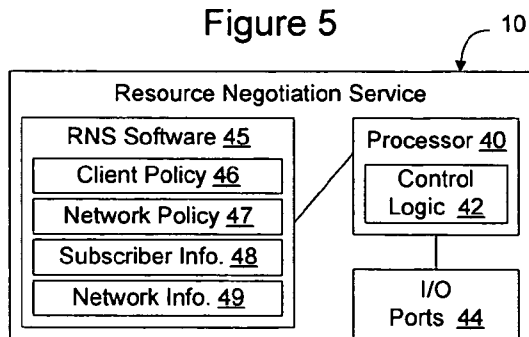 Figure 5
10
Resource Negotiation Service
RNS Software 45
Client Policy 46
Network Policy 47
Subscriber Info. 48
Network Info. 49
Processor 40
Control
Logic 42
I/O
Ports 44